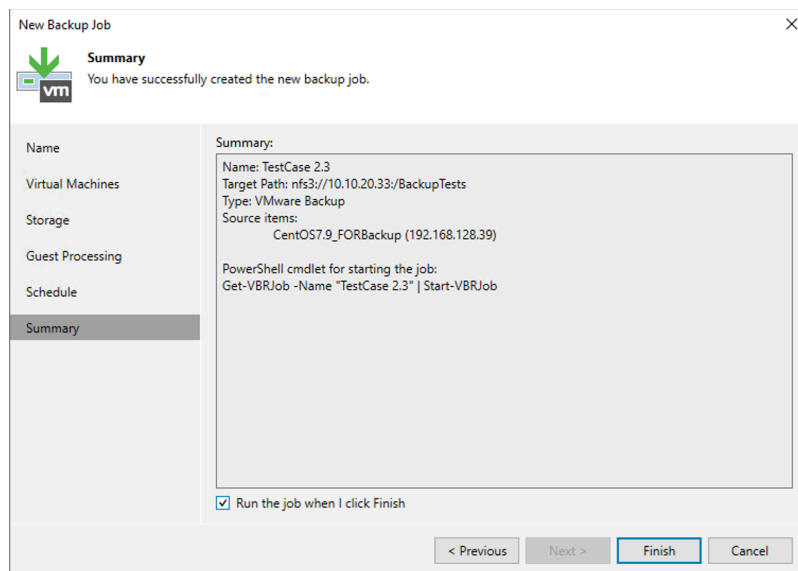 New Backup Job
Summary
You have successfully created the new backup job.
vm
Name
Virtual Machines
Storage
Guest Processing
Schedule
Summary
Summary:
Name: TestCase 2.3
Target Path: nfs3://10.10.20.33:/BackupTests
Type: VMware Backup
Source items:
CentOS7.9_FORBackup (192.168.128.39)
PowerShell cmdlet for starting the job:
Get-VBRJob -Name "TestCase 2.3" | Start-VBRJob
Run the job when I click Finish
< Previous
Next >
Finish
Cancel